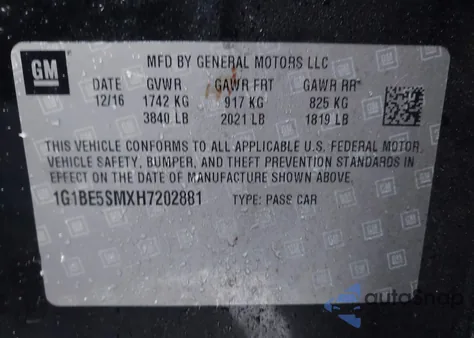 GM
MFD BY GENERAL MOTORS LLC
DATE GVWR GAWR FRT GAWR RR
12/16 1742 KG 917 KG 825 KG
3840 LB 2021 LB 1819 LB
THIS VEHICLE CONFORMS TO ALL APPLICABLE U.S. FEDERAL MOTOR
VEHICLE SAFETY, BUMPER, AND THEFT PREVENTION STANDARDS IN
EFFECT ON THE DATE OF MANUFACTURE SHOWN ABOVE.
1G1BE5SMXH7202881 TYPE: PASS CAR
autoSnap